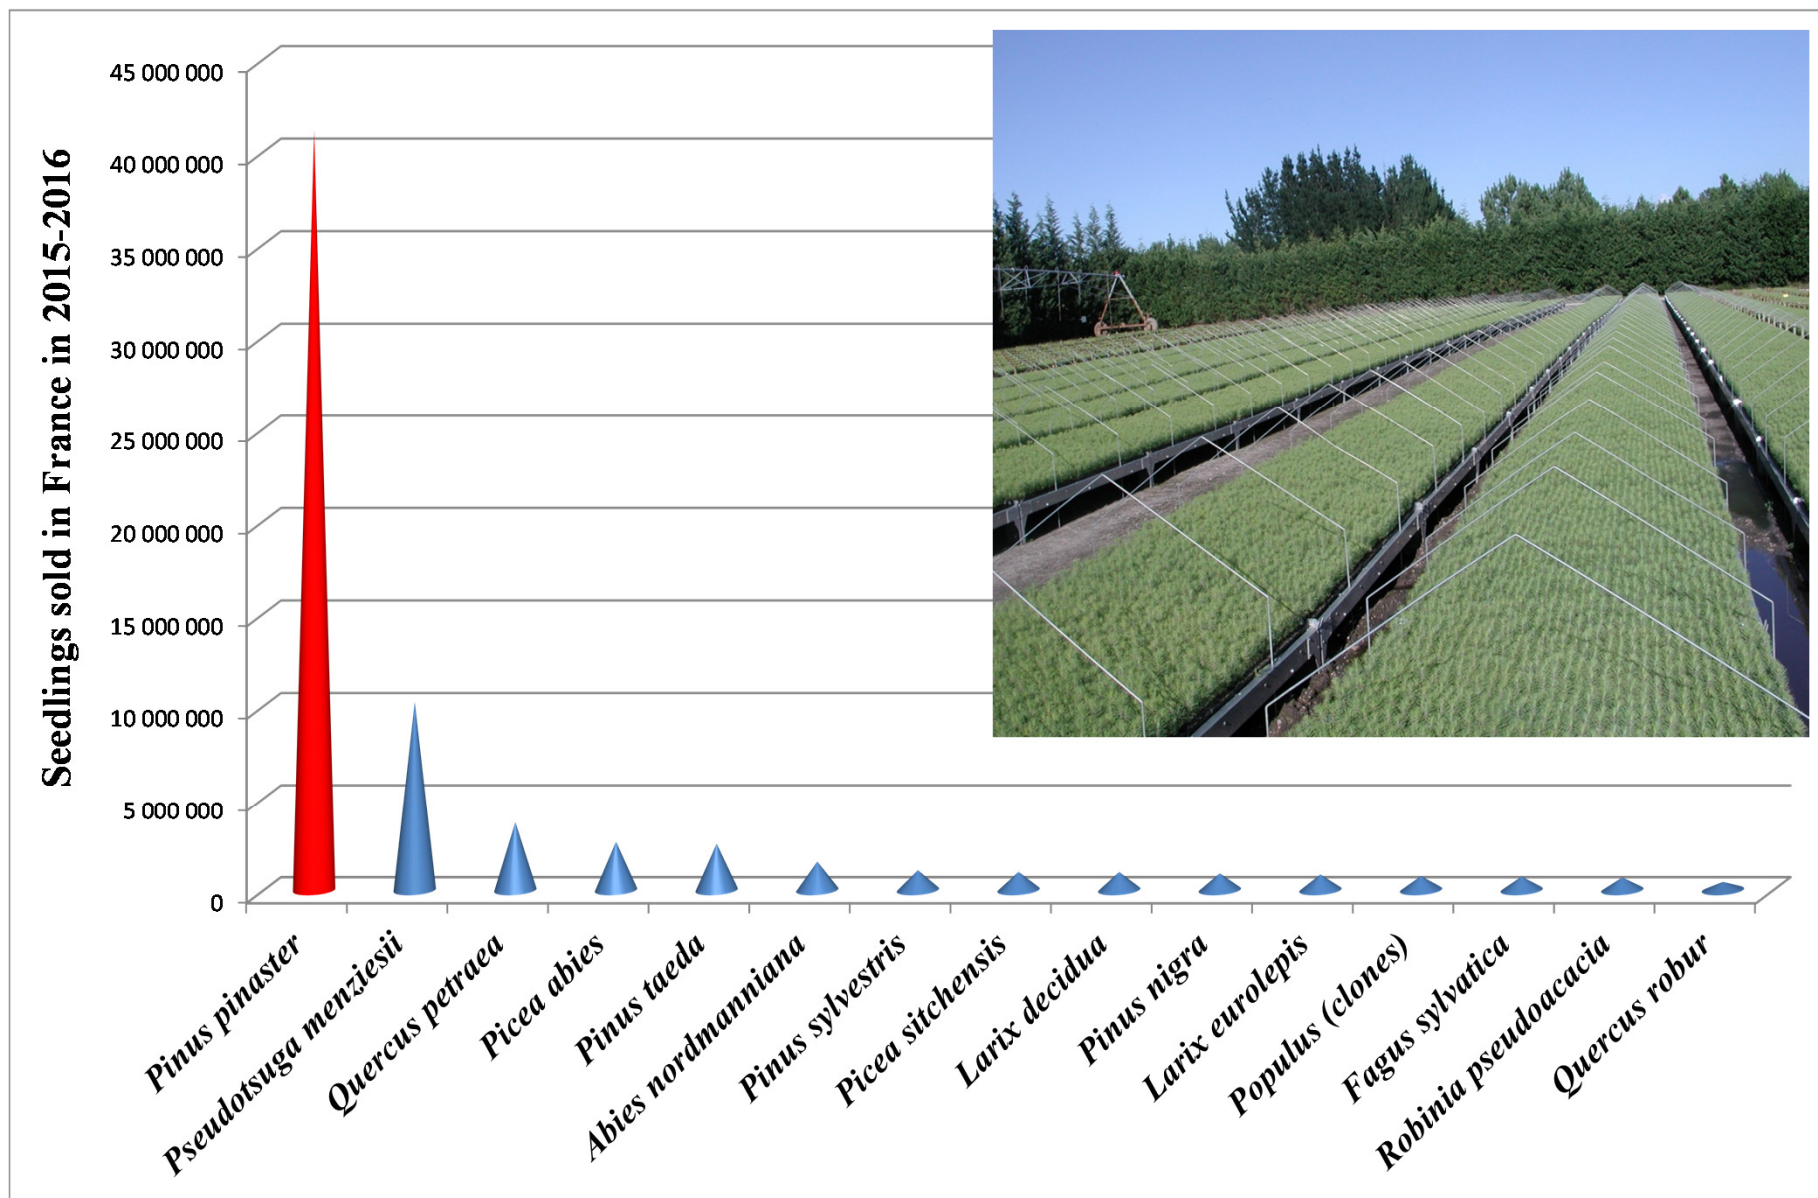 Seedlings sold in France in 2015-2016
45 000 000
40 000 000
35 000 000
30 000 000
25 000 000
20 000 000
15 000 000
10 000 000
5 000 000
0
Pinus pinaster
Pseudotsuga menziesii
Quercus petraea
Picea abies
Pinus taeda
Abies nordmanniana
Pinus sylvestris
Picea sitchensis
Larix decidua
Pinus nigra
Larix eurolepis
Populus (clones)
Fagus sylvatica
Robinia pseudoacacia
Quercus robur